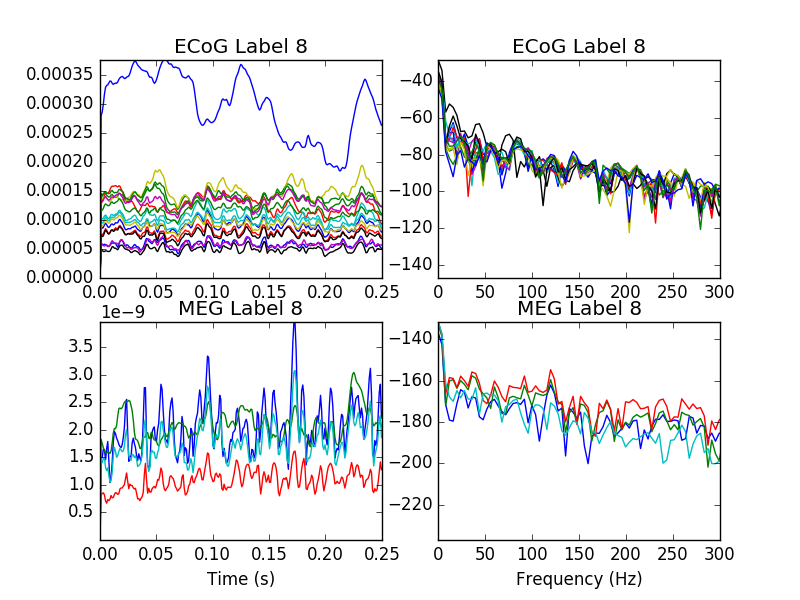 ECoG Label 8
0.00035
0.00030
0.00025
0.00020
0.00015
0.00010
0.00005
0.00000
0.00 0.05 0.10 0.15 0.20 0.25
ECoG Label 8
−40
−60
−80
−100
−120
−140
0 50 100 150 200 250 300
MEG Label 8
1e−9
3.5
3.0
2.5
2.0
1.5
1.0
0.5
0.00 0.05 0.10 0.15 0.20 0.25
Time (s)
MEG Label 8
−140
−160
−180
−200
−220
0 50 100 150 200 250 300
Frequency (Hz)